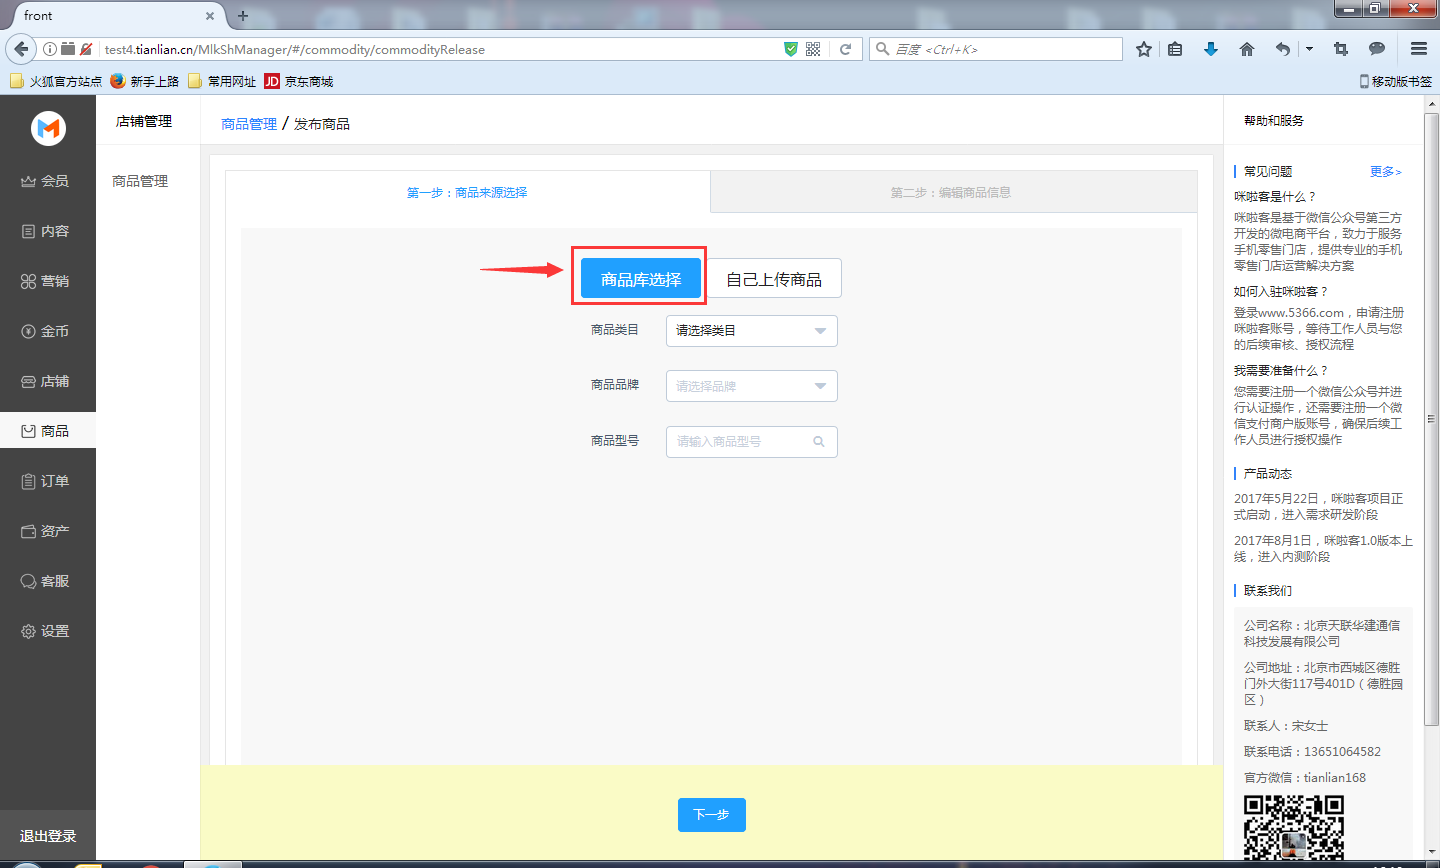 front
test4.tianlian.cn/MlkShManager/#/commodity/commodityRelease
百度 <Ctrl+K>
火狐官方站点
新手上路
常用网址
JD
京东商城
移动版书签
会员
内容
营销
金币
店铺
商品
订单
资产
客服
设置
退出登录
店铺管理
商品管理
商品管理 / 发布商品
第一步：商品来源选择
第二步：编辑商品信息
商品库选择
自己上传商品
商品类目
请选择类目
商品品牌
请选择品牌
商品型号
请输入商品型号
下一步
帮助和服务
常见问题
更多>
咪啦客是什么？
咪啦客是基于微信公众号第三方
开发的微电商平台，致力于服务
手机零售门店，提供专业的手机
零售门店运营解决方案
如何入驻咪啦客？
登录www.5366.com，申请注册
咪啦客账号，等待工作人员与您
的后续审核、授权流程
我需要准备什么？
您需要注册一个微信公众号并进
行认证操作，还需要注册一个微
信支付商户版账号，确保后续工
作人员进行授权操作
产品动态
2017年5月22日，咪啦客项目正
式启动，进入需求研发阶段
2017年8月1日，咪啦客1.0版本上
线，进入内测阶段
联系我们
公司名称：北京天联华建通信
科技发展有限公司
公司地址：北京市西城区德胜
门外大街117号401D（德胜园
区）
联系人：宋女士
联系电话：13651064582
官方微信：tianlian168